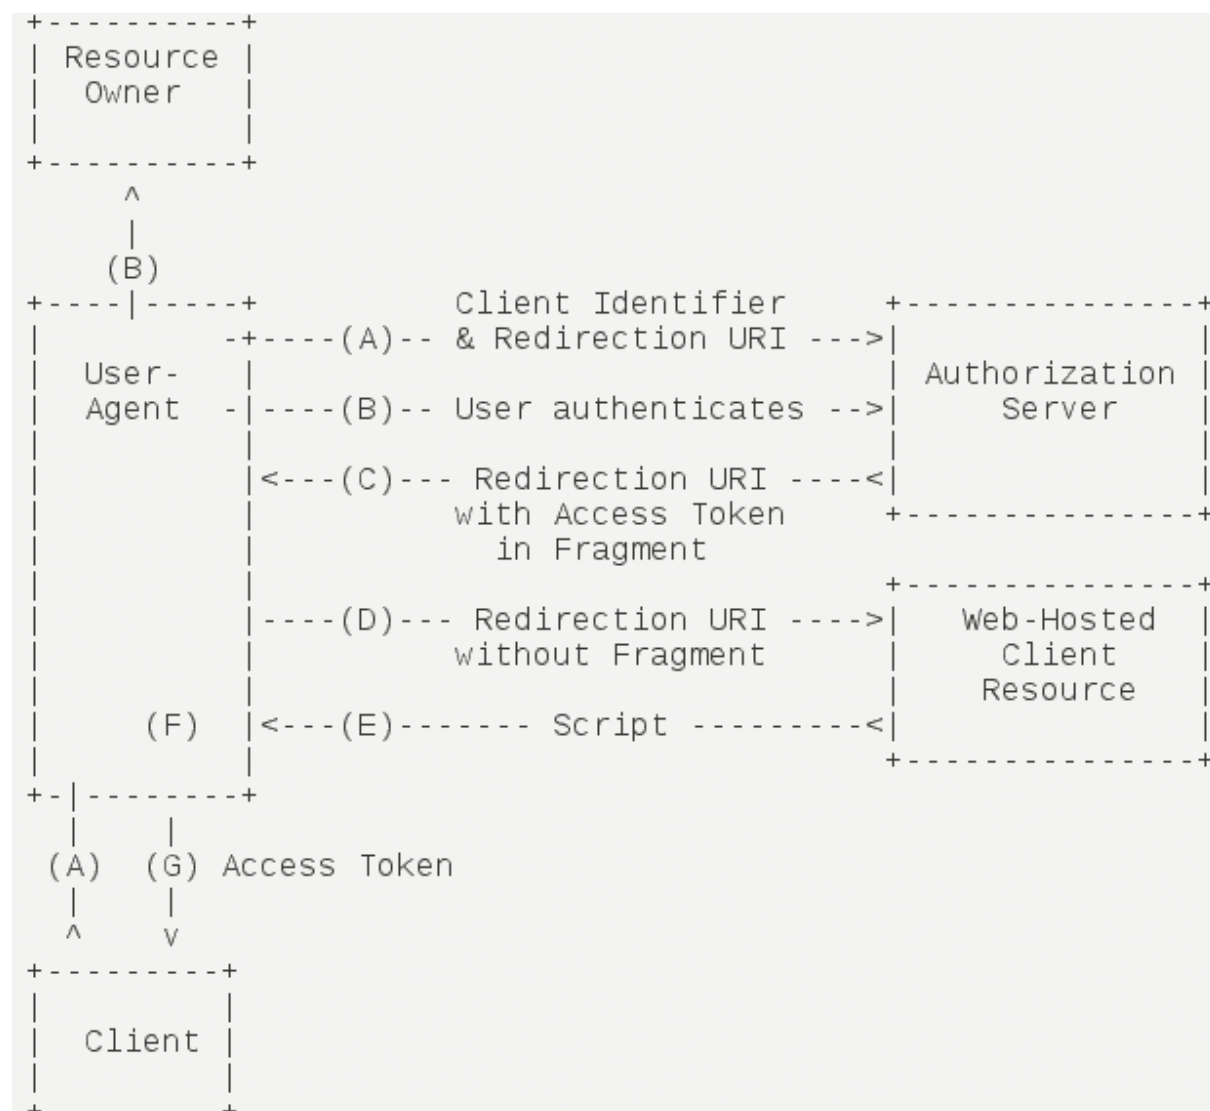 +----------+
| Resource |
|   Owner  |
|          |
+----------+
     ^
     |
    (B)
+----|-----+          Client Identifier     +---------------+
|         -+----(A)-- & Redirection URI --->|               |
|  User-   |                                | Authorization |
|  Agent  -|----(B)-- User authenticates -->|     Server    |
|          |                                |               |
|          |<---(C)--- Redirection URI ----<|               |
|          |          with Access Token     +---------------+
|          |            in Fragment
|          |                                +---------------+
|          |----(D)--- Redirection URI ---->|   Web-Hosted  |
|          |          without Fragment      |     Client    |
|          |                                |    Resource   |
|     (F)  |<---(E)------- Script ---------<|               |
|          |                                +---------------+
+-|--------+
  |    |
 (A)  (G) Access Token
  |    |
  ^    v
+---------+
|         |
|  Client |
|         |
+---------+